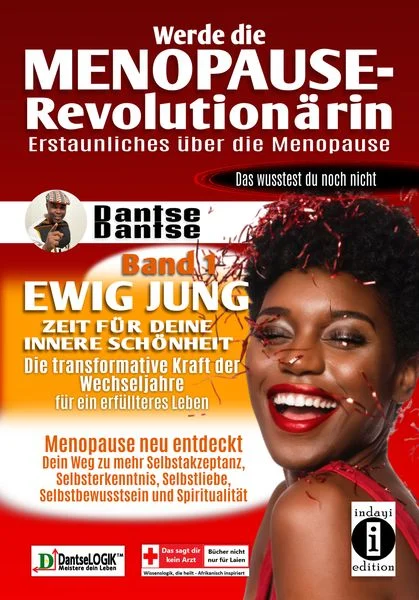 Werde die
MENOPAUSE-
Revolutionärin
Erstaunliches über die Menopause
Das wusstest du noch nicht
Dantse
Dantse
Band 1
EWIG JUNG
ZEIT FÜR DEINE
INNERE SCHÖNHEIT
Die transformative Kraft der
Wechseljahre
für ein erfüllteres Leben
Menopause neu entdeckt
Dein Weg zu mehr Selbstakzeptanz,
Selbsterkenntnis, Selbstliebe,
Selbstbewusstsein und Spiritualität
indayi
i
edition
D DantseLOGIK™
Meistere dein Leben
Das sagt dir
kein Arzt
Bücher nicht
nur für Laien
Wissenslogik, die heilt - Afrikanisch inspiriert